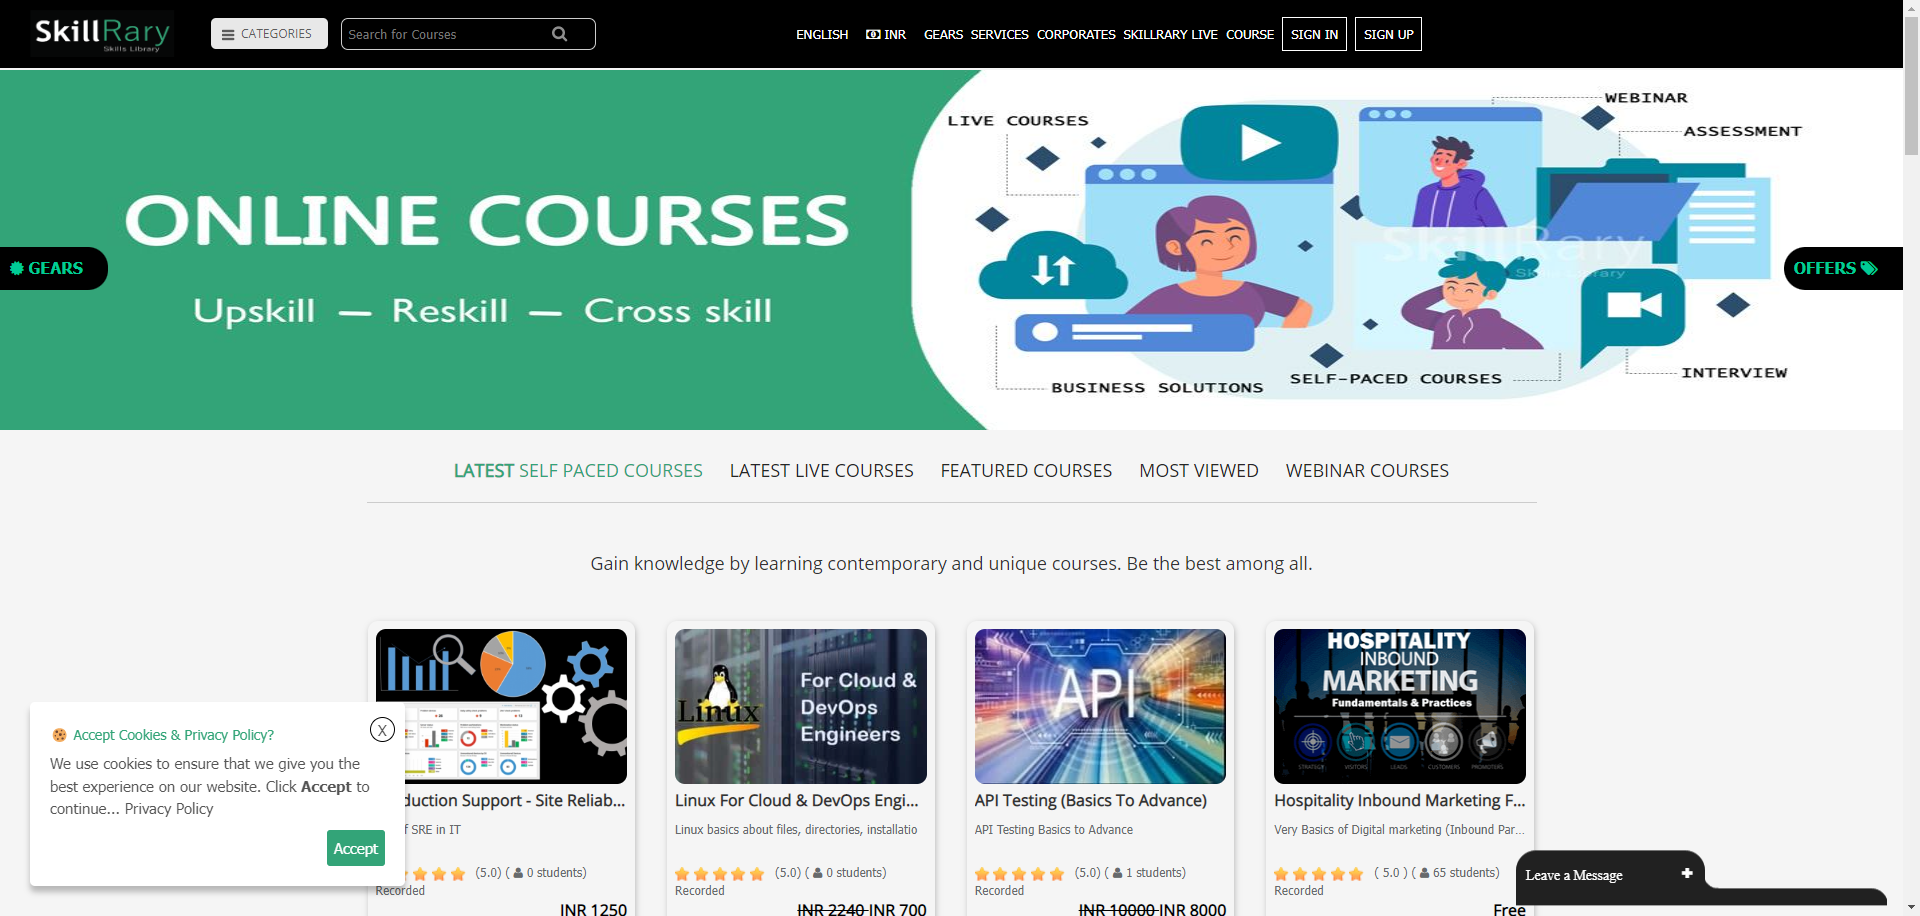 SkillRary
Skills Library
CATEGORIES
Search for Courses
ENGLISH
INR
GEARS
SERVICES
CORPORATES
SKILLRARY LIVE
COURSE
SIGN IN
SIGN UP
ONLINE COURSES
Upskill — Reskill — Cross skill
LIVE COURSES
WEBINAR
ASSESSMENT
SkillRary
Skills Library
BUSINESS SOLUTIONS
SELF-PACED COURSES
INTERVIEW
GEARS
OFFERS
LATEST SELF PACED COURSES
LATEST LIVE COURSES
FEATURED COURSES
MOST VIEWED
WEBINAR COURSES
Gain knowledge by learning contemporary and unique courses. Be the best among all.
Linux
For Cloud &
DevOps
Engineers
API
HOSPITALITY
INBOUND
MARKETING
Fundamentals & Practices
STRATEGY
VISITORS
LEADS
CUSTOMERS
PROMOTERS
duction Support - Site Reliab...
f SRE in IT
(5.0) ( 0 students)
Recorded
INR 1250
Linux For Cloud & DevOps Engi...
Linux basics about files, directories, installatio
(5.0) ( 0 students)
Recorded
INR 2240 INR 700
API Testing (Basics To Advance)
API Testing Basics to Advance
(5.0) ( 1 students)
Recorded
INR 10000 INR 8000
Hospitality Inbound Marketing F...
Very Basics of Digital marketing (Inbound Par...
( 5.0 ) ( 65 students)
Recorded
Free
Accept Cookies & Privacy Policy?
X
We use cookies to ensure that we give you the
best experience on our website. Click Accept to
continue... Privacy Policy
Accept
Leave a Message